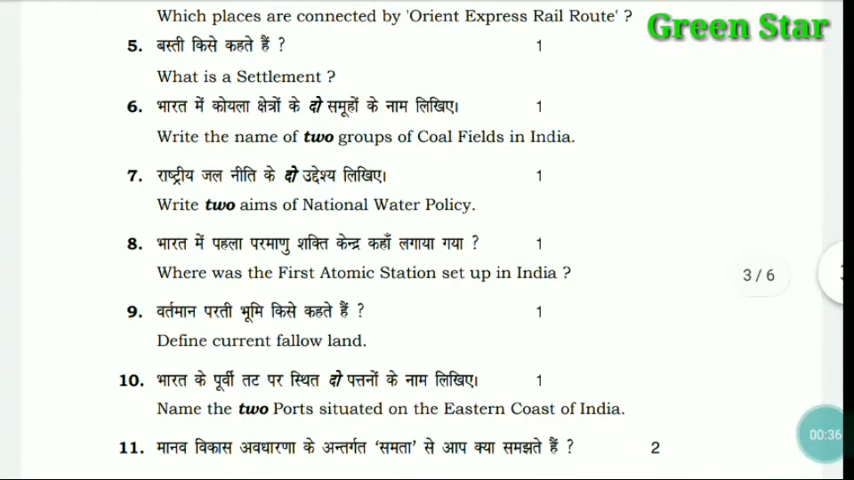 Which places are connected by 'Orient Express Rail Route' ?
Green Star
5. बस्ती किसे कहते हैं ? 1
What is a Settlement ?
6. भारत में कोयला क्षेत्रों के दो समूहों के नाम लिखिए। 1
Write the name of two groups of Coal Fields in India.
7. राष्ट्रीय जल नीति के दो उद्देश्य लिखिए। 1
Write two aims of National Water Policy.
8. भारत में पहला परमाणु शक्ति केन्द्र कहाँ लगाया गया ? 1
Where was the First Atomic Station set up in India ?
3 / 6
9. वर्तमान परती भूमि किसे कहते हैं ? 1
Define current fallow land.
10. भारत के पूर्वी तट पर स्थित दो पत्तनों के नाम लिखिए। 1
Name the two Ports situated on the Eastern Coast of India.
00:36
11. मानव विकास अवधारणा के अन्तर्गत ‘समता’ से आप क्या समझते हैं ? 2